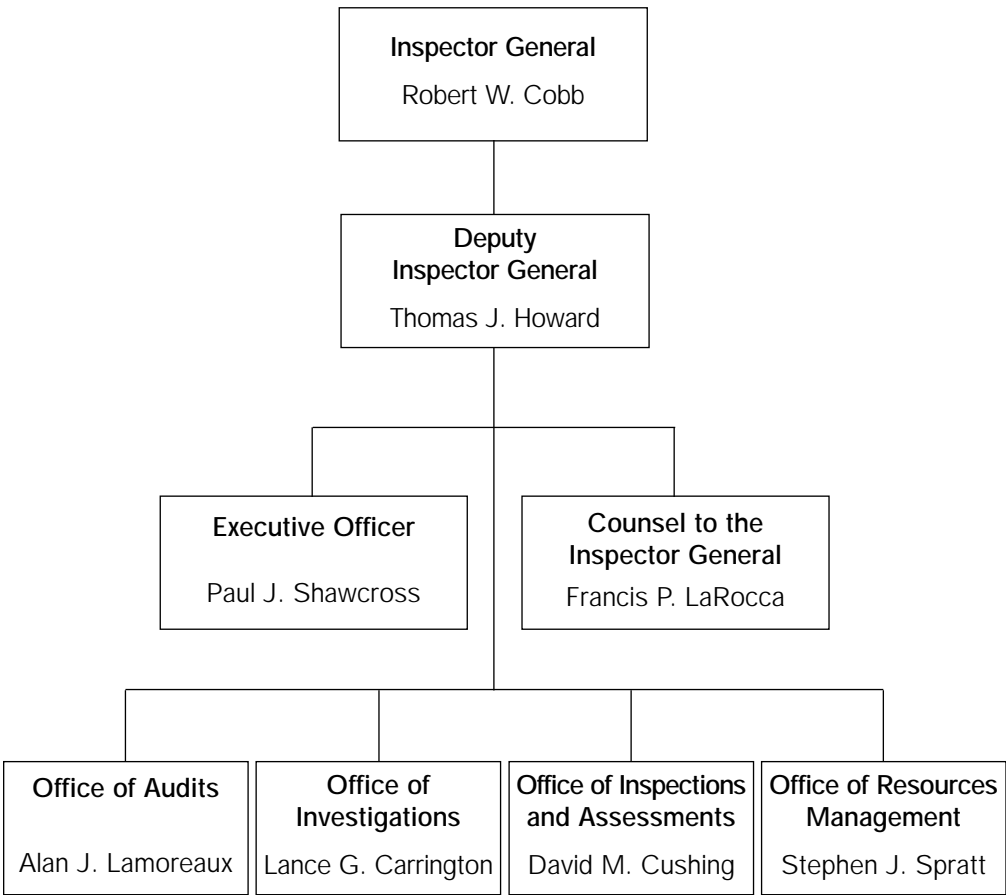 Inspector General
Robert W. Cobb
Deputy
Inspector General
Thomas J. Howard
Executive Officer
Paul J. Shawcross
Counsel to the
Inspector General
Francis P. LaRocca
Office of Audits
Alan J. Lamoreaux
Office of
Investigations
Lance G. Carrington
Office of Inspections
and Assessments
David M. Cushing
Office of Resources
Management
Stephen J. Spratt